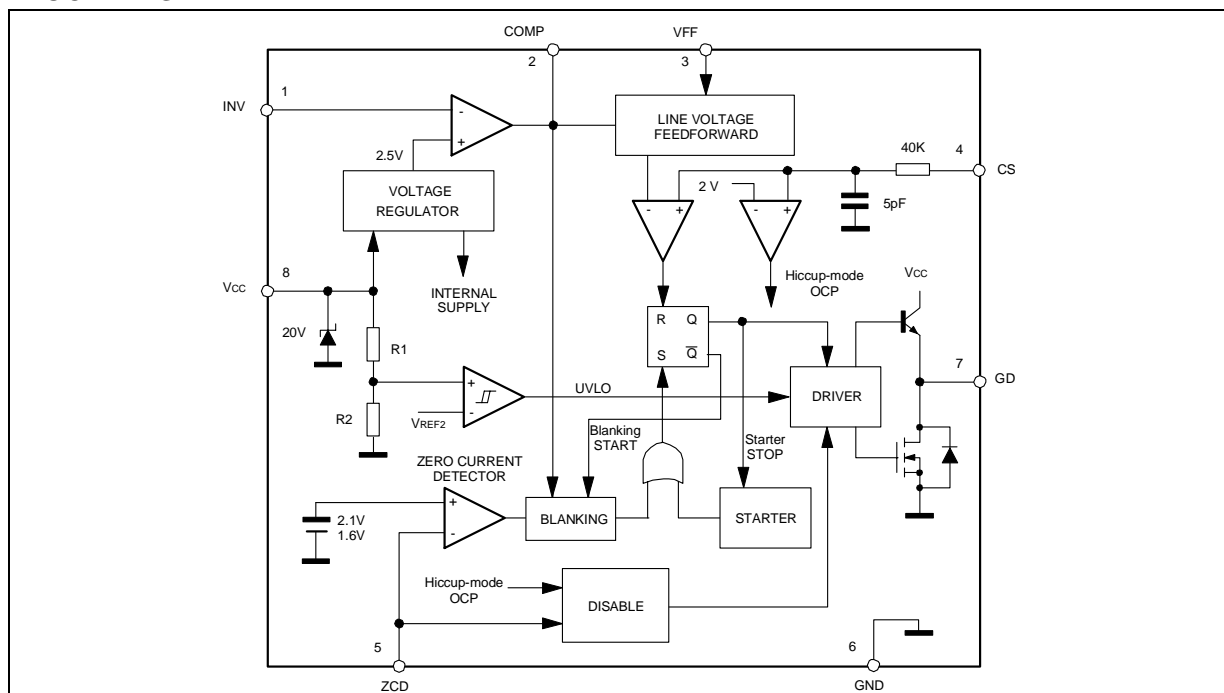 COMP
VFF
2
3
1
INV
LINE VOLTAGE
FEEDFORWARD
-
+
2.5V
40K
4
CS
VOLTAGE
REGULATOR
2 V
-
+
-
+
5pF
8
VCC
INTERNAL
SUPPLY
Hiccup-mode
OCP
VCC
20V
R1
R
Q
S
Q
7
GD
R2
+
-
VREF2
UVLO
DRIVER
Blanking
START
Starter
STOP
ZERO CURRENT
DETECTOR
2.1V
1.6V
+
-
BLANKING
STARTER
Hiccup-mode
OCP
DISABLE
5
6
ZCD
GND